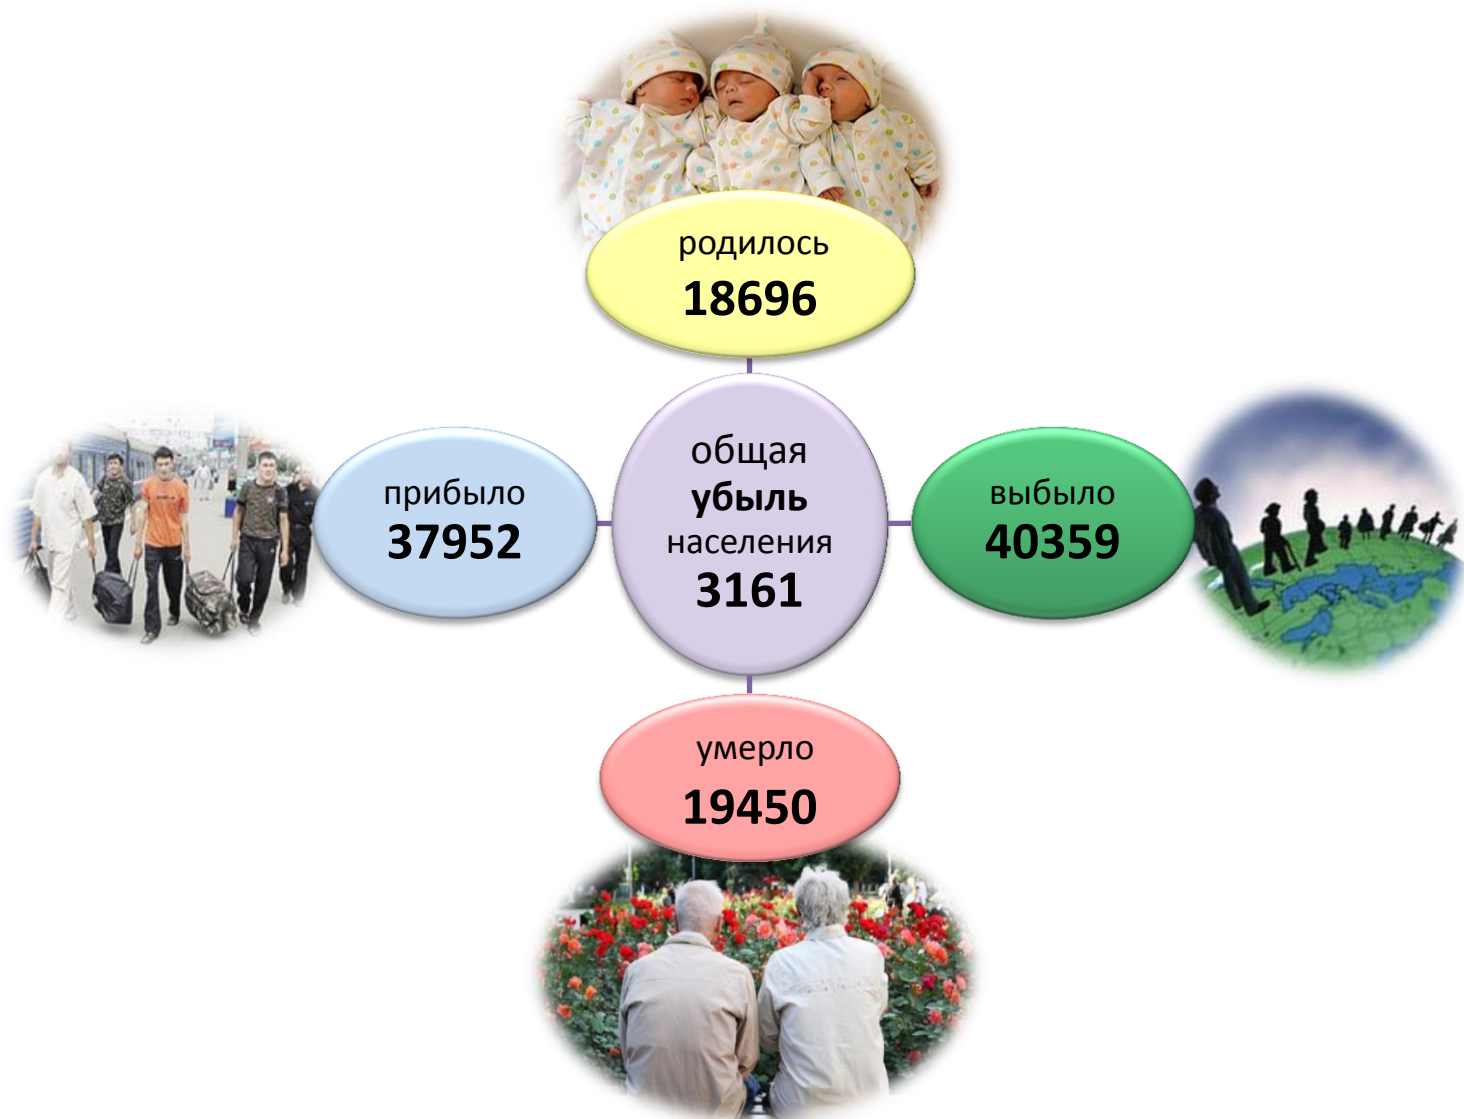 родилось
18696
прибыло
37952
общая
убыль
населения
3161
выбыло
40359
умерло
19450